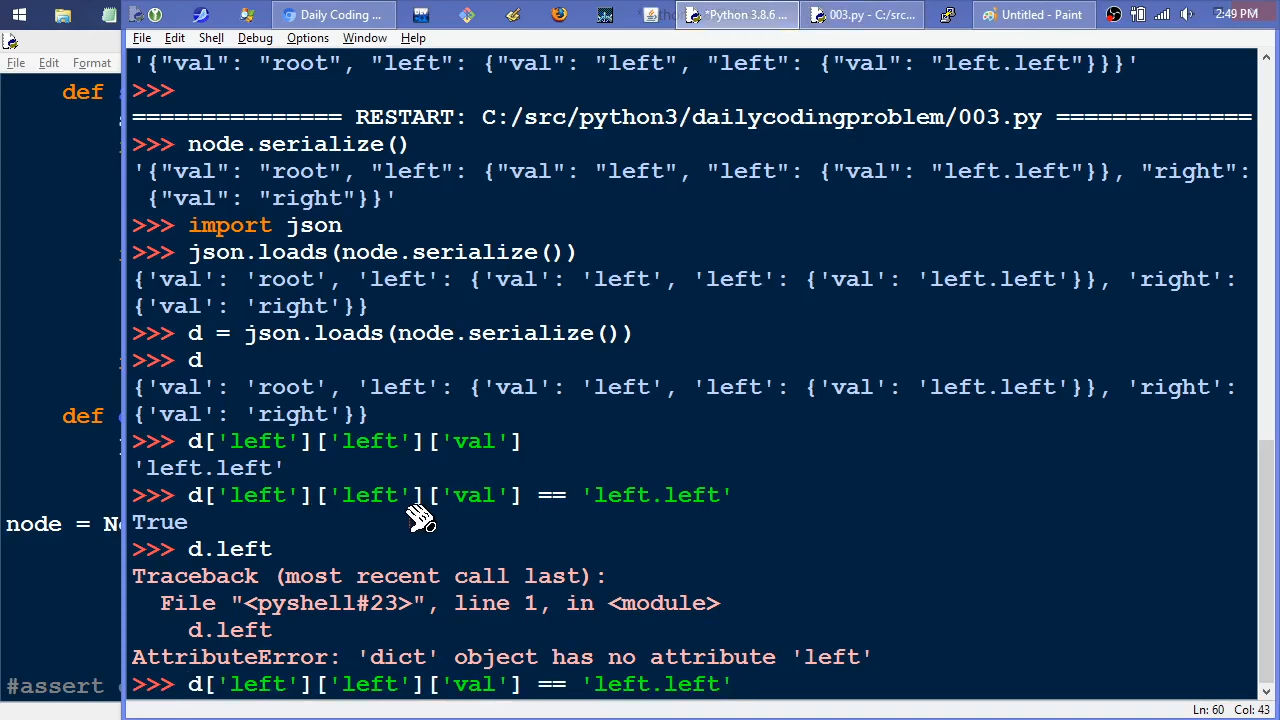 Daily Coding ...
*Python 3.8.6 ...
003.py - C:/src...
Untitled - Paint
2:49 PM
File Edit Shell Debug Options Window Help
File Edit Format
'{"val": "root", "left": {"val": "left", "left": {"val": "left.left"}}}'
def
>>>
=============== RESTART: C:/src/python3/dailycodingproblem/003.py ==============
>>> node.serialize()
'{"val": "root", "left": {"val": "left", "left": {"val": "left.left"}}, "right":
{"val": "right"}}'
>>> import json
>>> json.loads(node.serialize())
{'val': 'root', 'left': {'val': 'left', 'left': {'val': 'left.left'}}, 'right':
{'val': 'right'}}
>>> d = json.loads(node.serialize())
>>> d
{'val': 'root', 'left': {'val': 'left', 'left': {'val': 'left.left'}}, 'right':
def
{'val': 'right'}}
>>> d['left']['left']['val']
'left.left'
>>> d['left']['left']['val'] == 'left.left'
node = No
True
>>> d.left
Traceback (most recent call last):
File "<pyshell#23>", line 1, in <module>
d.left
AttributeError: 'dict' object has no attribute 'left'
#assert
>>> d['left']['left']['val'] == 'left.left'
Ln: 60 Col: 43